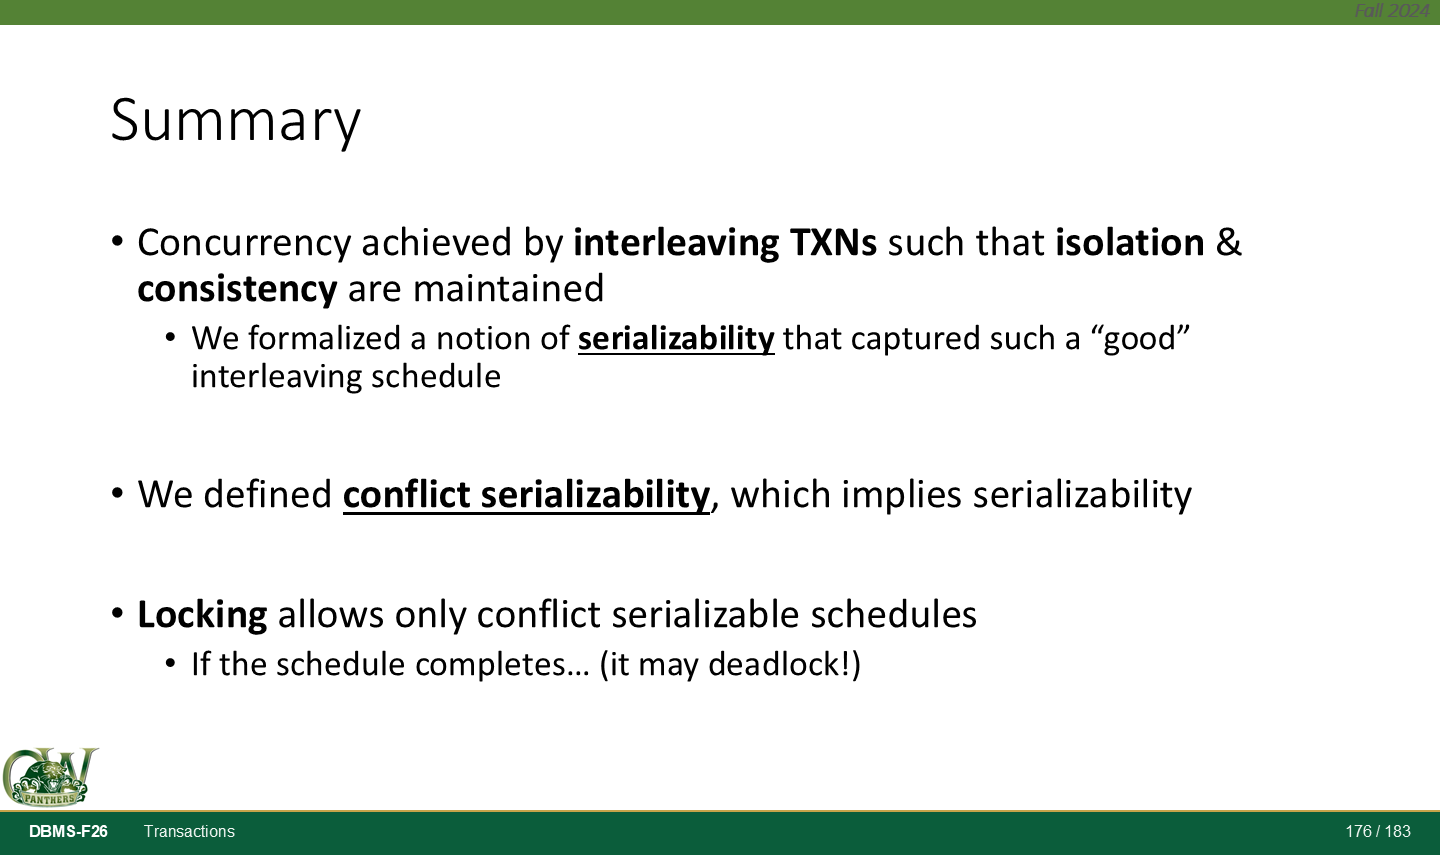 Fall 2024
Summary
• Concurrency achieved by interleaving TXNs such that isolation &
consistency are maintained
• We formalized a notion of serializability that captured such a “good”
interleaving schedule
• We defined conflict serializability, which implies serializability
• Locking allows only conflict serializable schedules
• If the schedule completes… (it may deadlock!)
OW
PANTHERS
DBMS-F26 Transactions 176 / 183